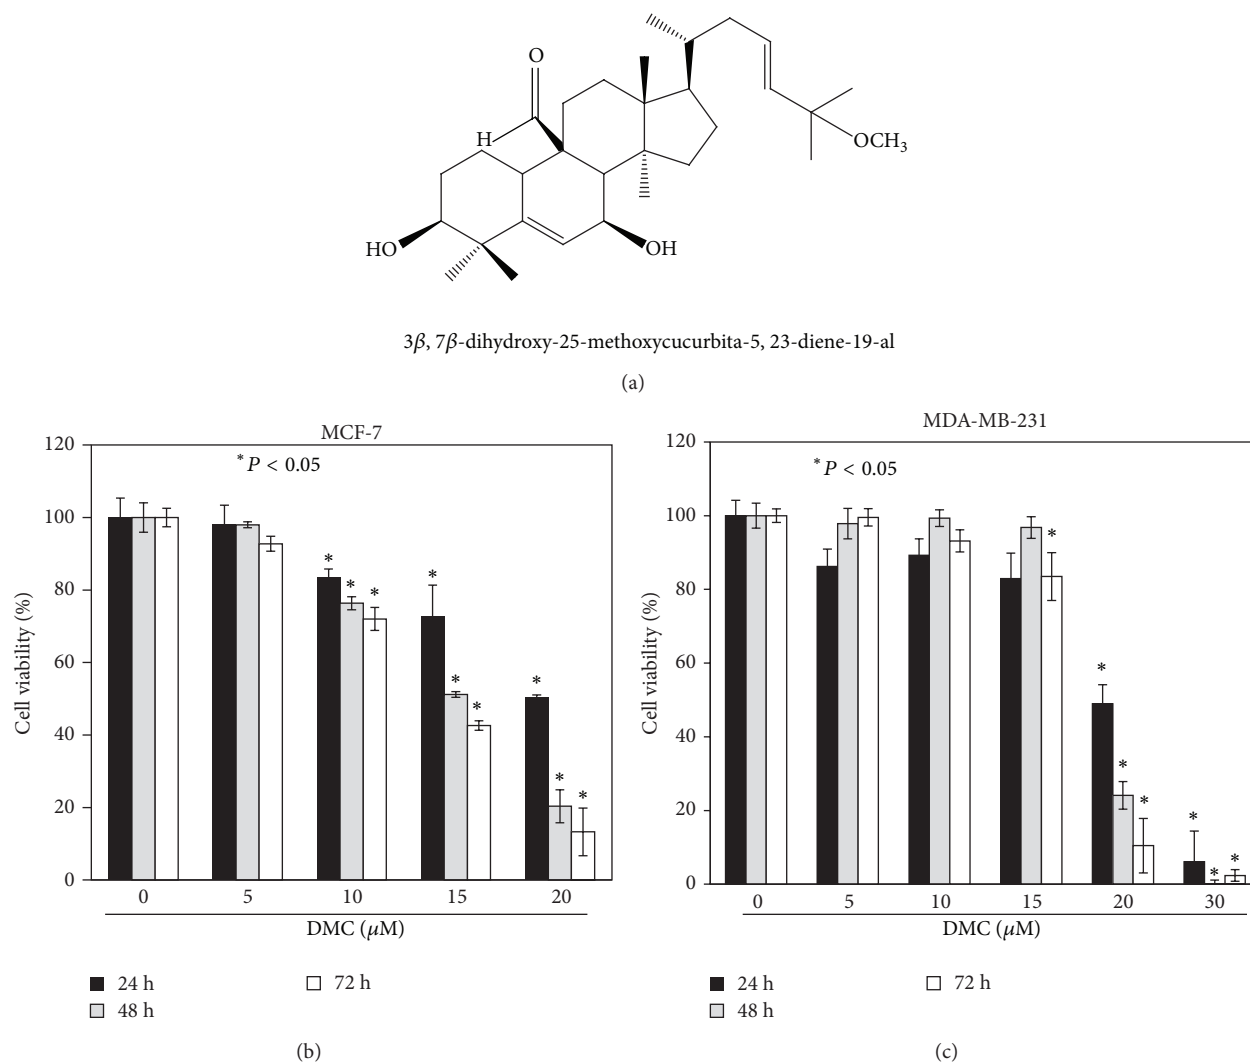 O
H
OCH₃
HO
OH
3β, 7β-dihydroxy-25-methoxycucurbita-5, 23-diene-19-al
(a)
MCF-7
120
* P < 0.05
100
80
60
40
20
0
Cell viability (%)
* * * * * * * * *
0 5 10 15 20
DMC (μM)
24 h
72 h
48 h
(b)
MDA-MB-231
120
* P < 0.05
100
80
60
40
20
0
Cell viability (%)
* * * * * * *
0 5 10 15 20 30
DMC (μM)
24 h
72 h
48 h
(c)